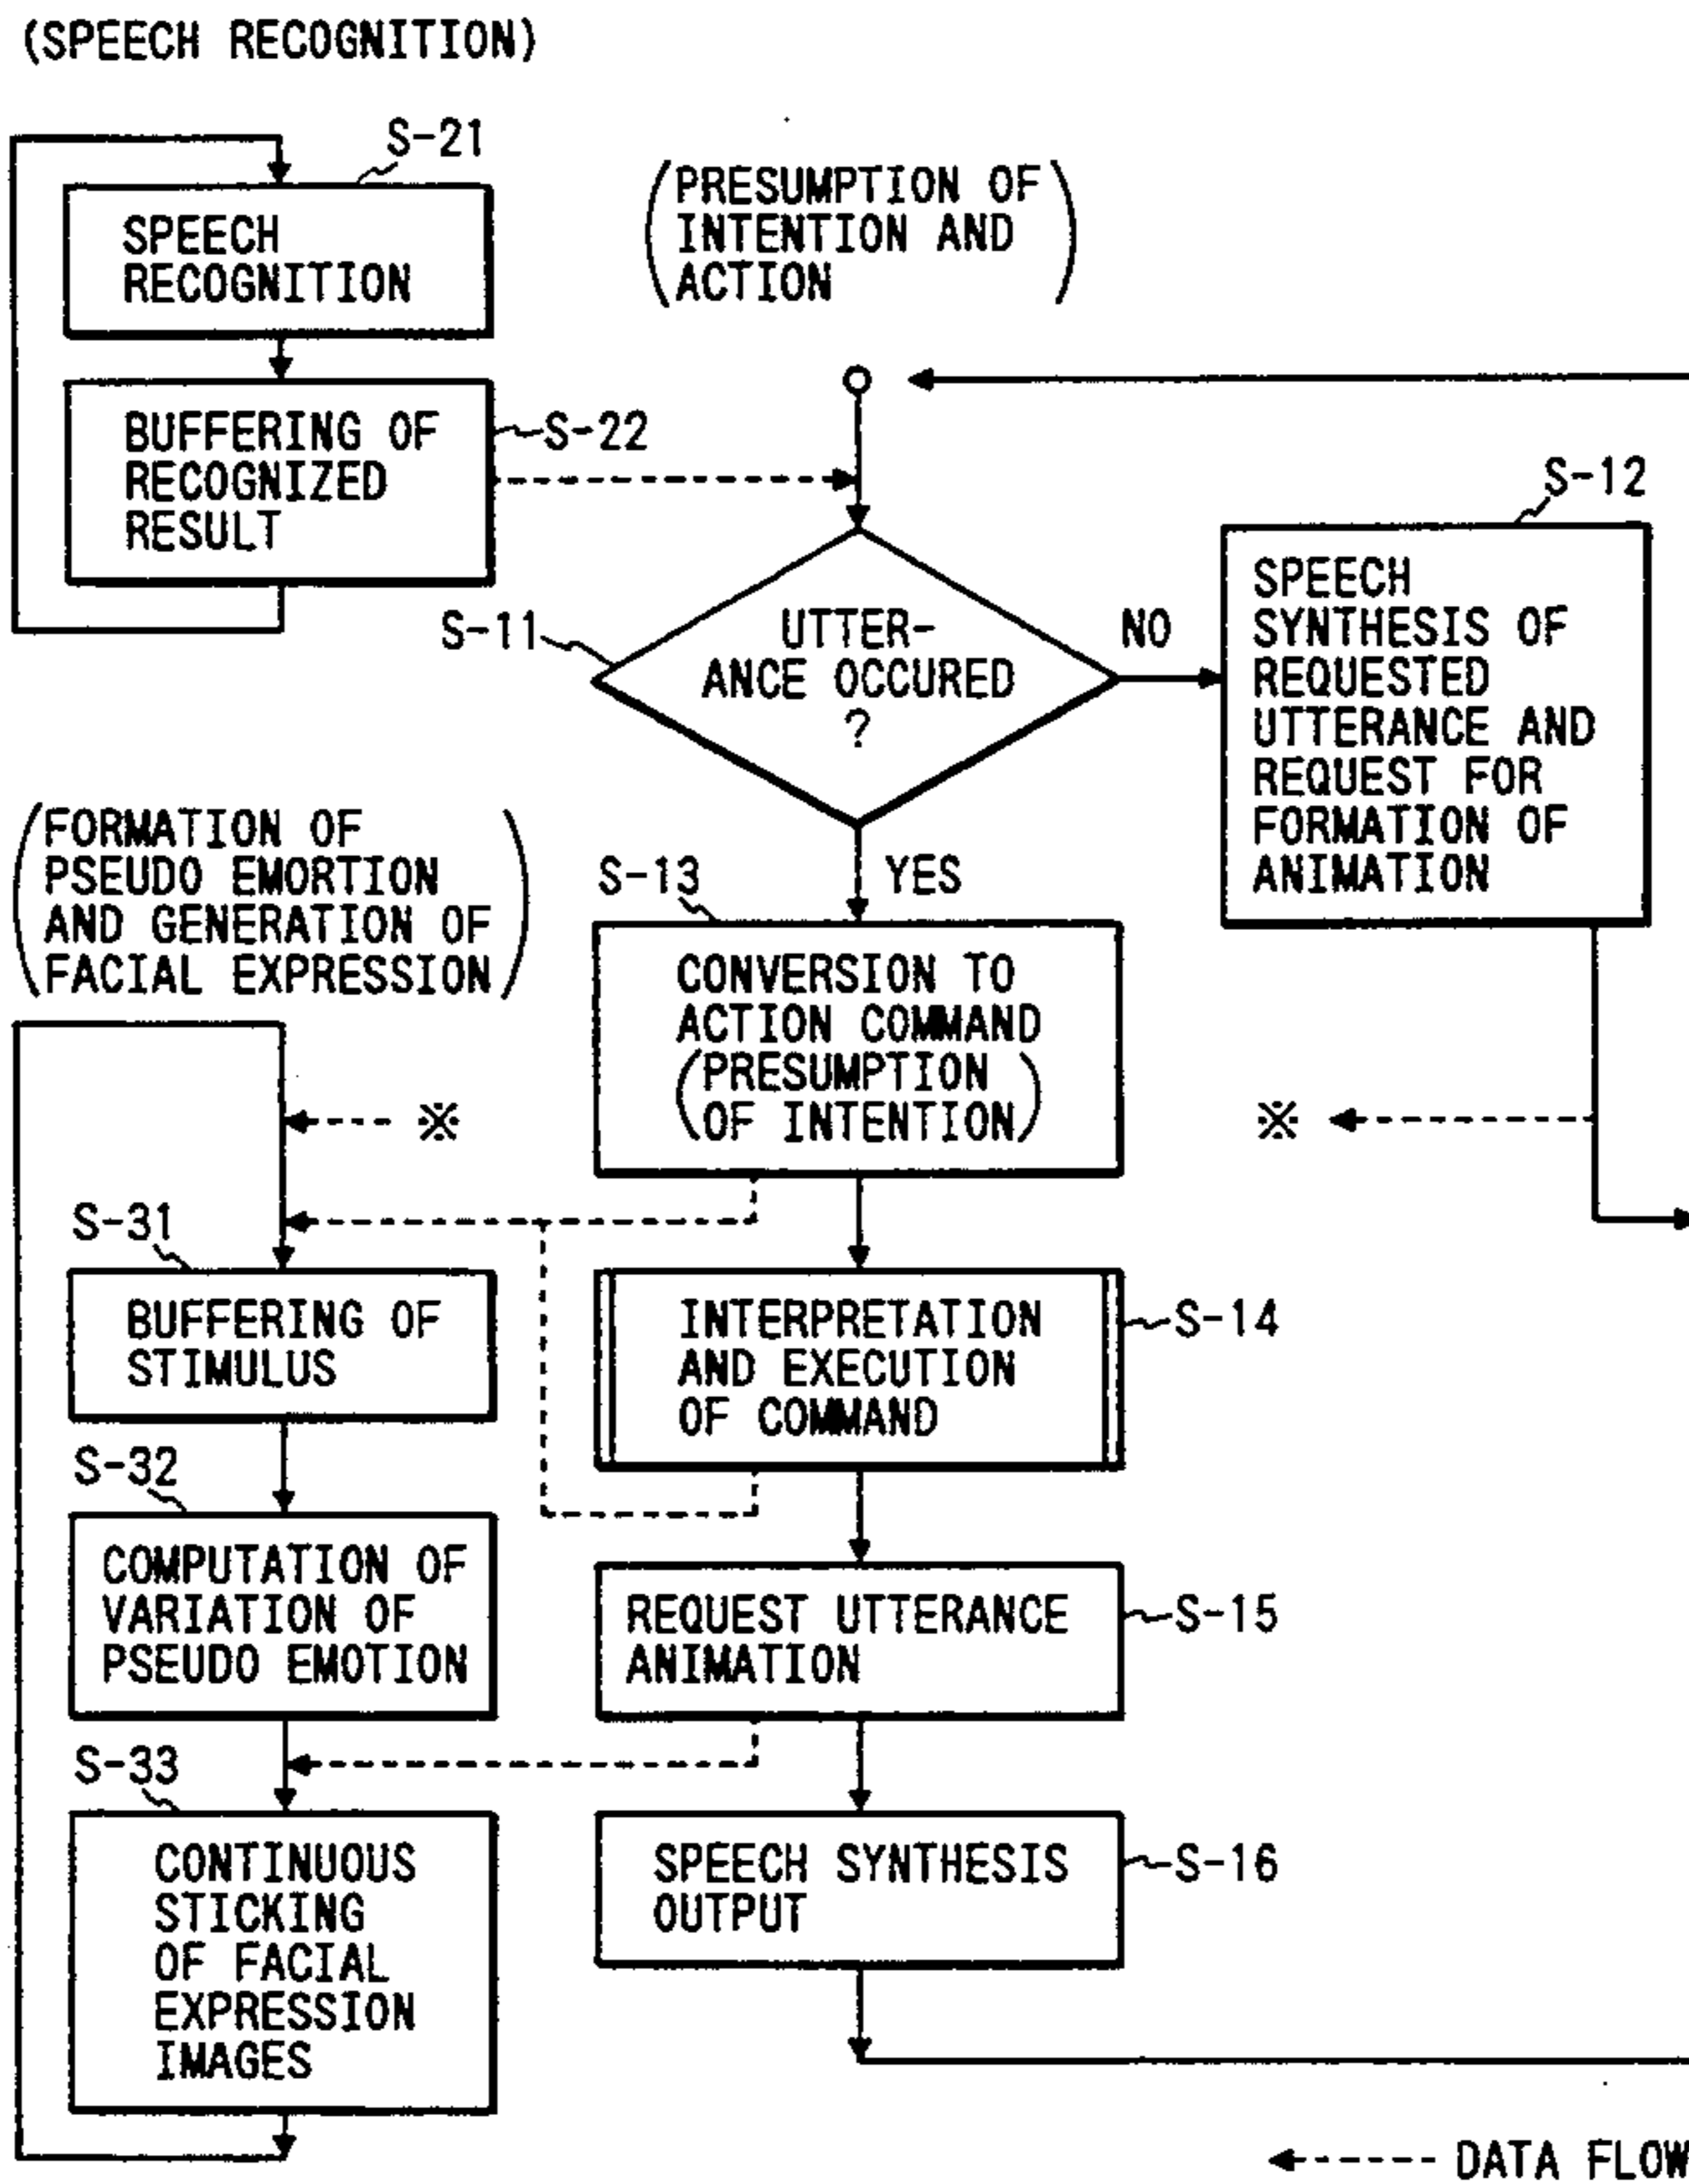 (SPEECH RECOGNITION)
S-21
SPEECH
RECOGNITION
BUFFERING OF
RECOGNIZED
RESULT
S-22
(PRESUMPTION OF
INTENTION AND
ACTION)
S-11
UTTER-
ANCE OCCURED
?
NO
YES
S-12
SPEECH
SYNTHESIS OF
REQUESTED
UTTERANCE AND
REQUEST FOR
FORMATION OF
ANIMATION
※
S-13
CONVERSION TO
ACTION COMMAND
(PRESUMPTION
OF INTENTION)
INTERPRETATION
AND EXECUTION
OF COMMAND
S-14
REQUEST UTTERANCE
ANIMATION
S-15
SPEECH SYNTHESIS
OUTPUT
S-16
(FORMATION OF
PSEUDO EMORTION
AND GENERATION OF
FACIAL EXPRESSION)
※
S-31
BUFFERING OF
STIMULUS
S-32
COMPUTATION OF
VARIATION OF
PSEUDO EMOTION
S-33
CONTINUOUS
STICKING
OF FACIAL
EXPRESSION
IMAGES
DATA FLOW